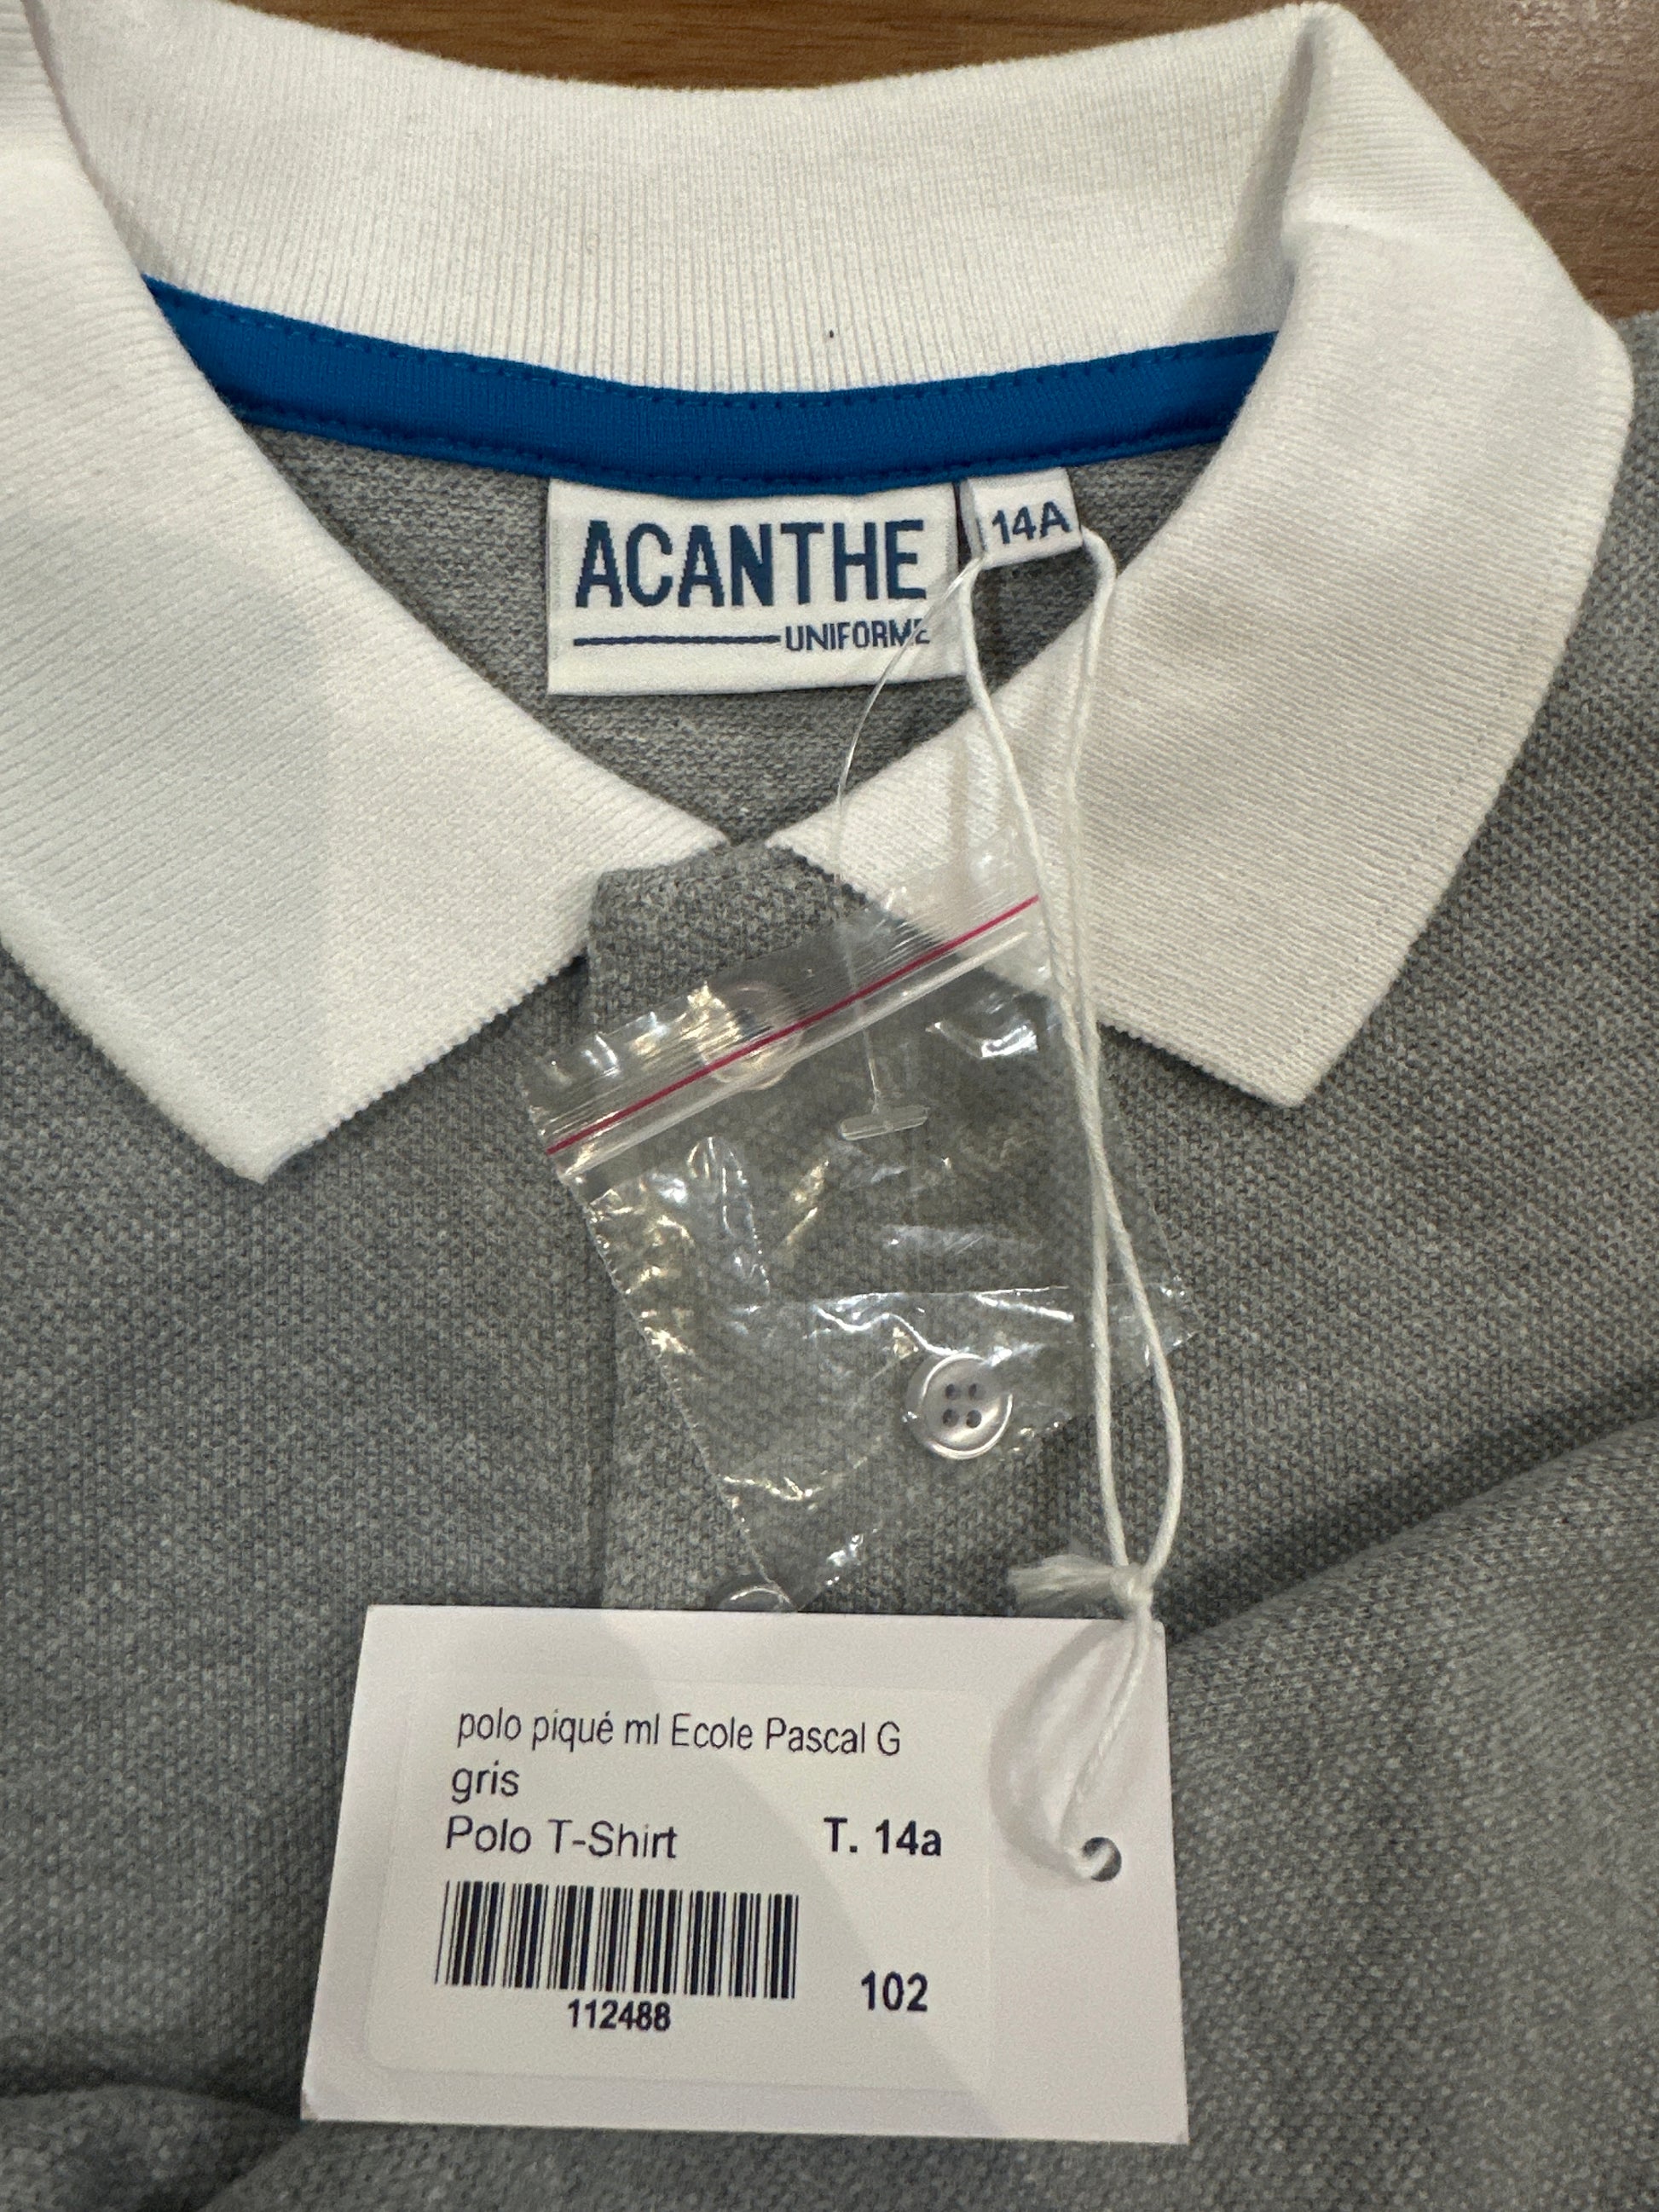 ACANTHE
UNIFORME
14A
polo piqué ml Ecole Pascal G
gris
Polo T-Shirt T. 14a
112488 102